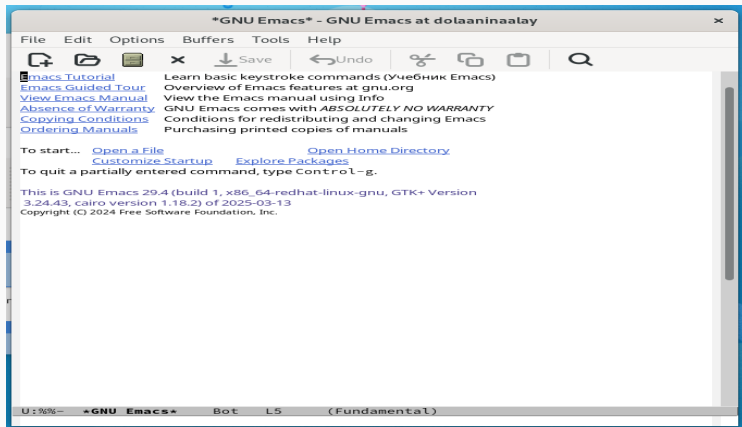 *GNU Emacs* - GNU Emacs at dolaaninaalay
File Edit Options Buffers Tools Help
Save Undo
Emacs Tutorial Learn basic keystroke commands (Учебник Emacs)
Emacs Guided Tour Overview of Emacs features at gnu.org
View Emacs Manual View the Emacs manual using Info
Absence of Warranty GNU Emacs comes with ABSOLUTELY NO WARRANTY
Copying Conditions Conditions for redistributing and changing Emacs
Ordering Manuals Purchasing printed copies of manuals
To start... Open a File Open Home Directory
Customize Startup Explore Packages
To quit a partially entered command, type Control-g.
This is GNU Emacs 29.4 (build 1, x86_64-redhat-linux-gnu, GTK+ Version
3.24.43, cairo version 1.18.2) of 2025-03-13
Copyright (C) 2024 Free Software Foundation, Inc.
U:%%- *GNU Emacs* Bot L5 (Fundamental)